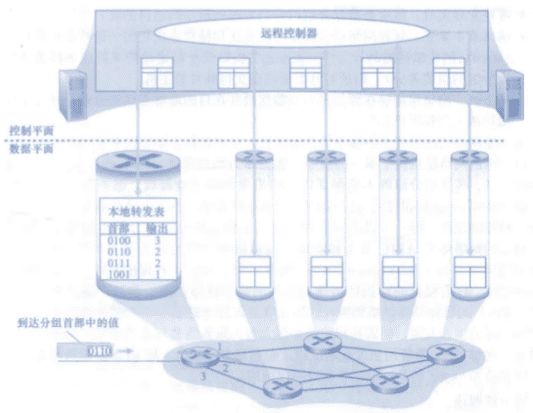 远程控制器
控制平面
数据平面
本地转发表
首部 输出
0100 3
0110 2
0111 2
1001 1
到达分组首部中的值
0110
1
2
3